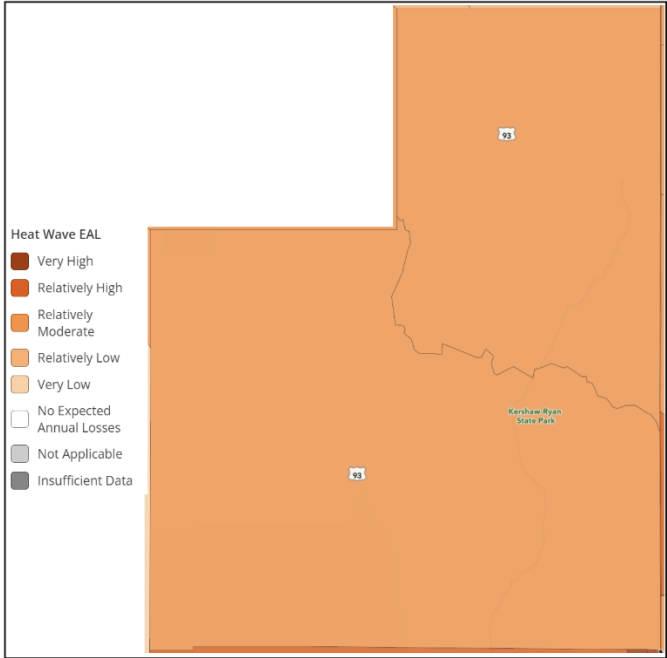 93
Heat Wave EAL
Very High
Relatively High
Relatively
Moderate
Relatively Low
Very Low
No Expected
Annual Losses
Not Applicable
Insufficient Data
Kershaw-Ryan
State Park
93